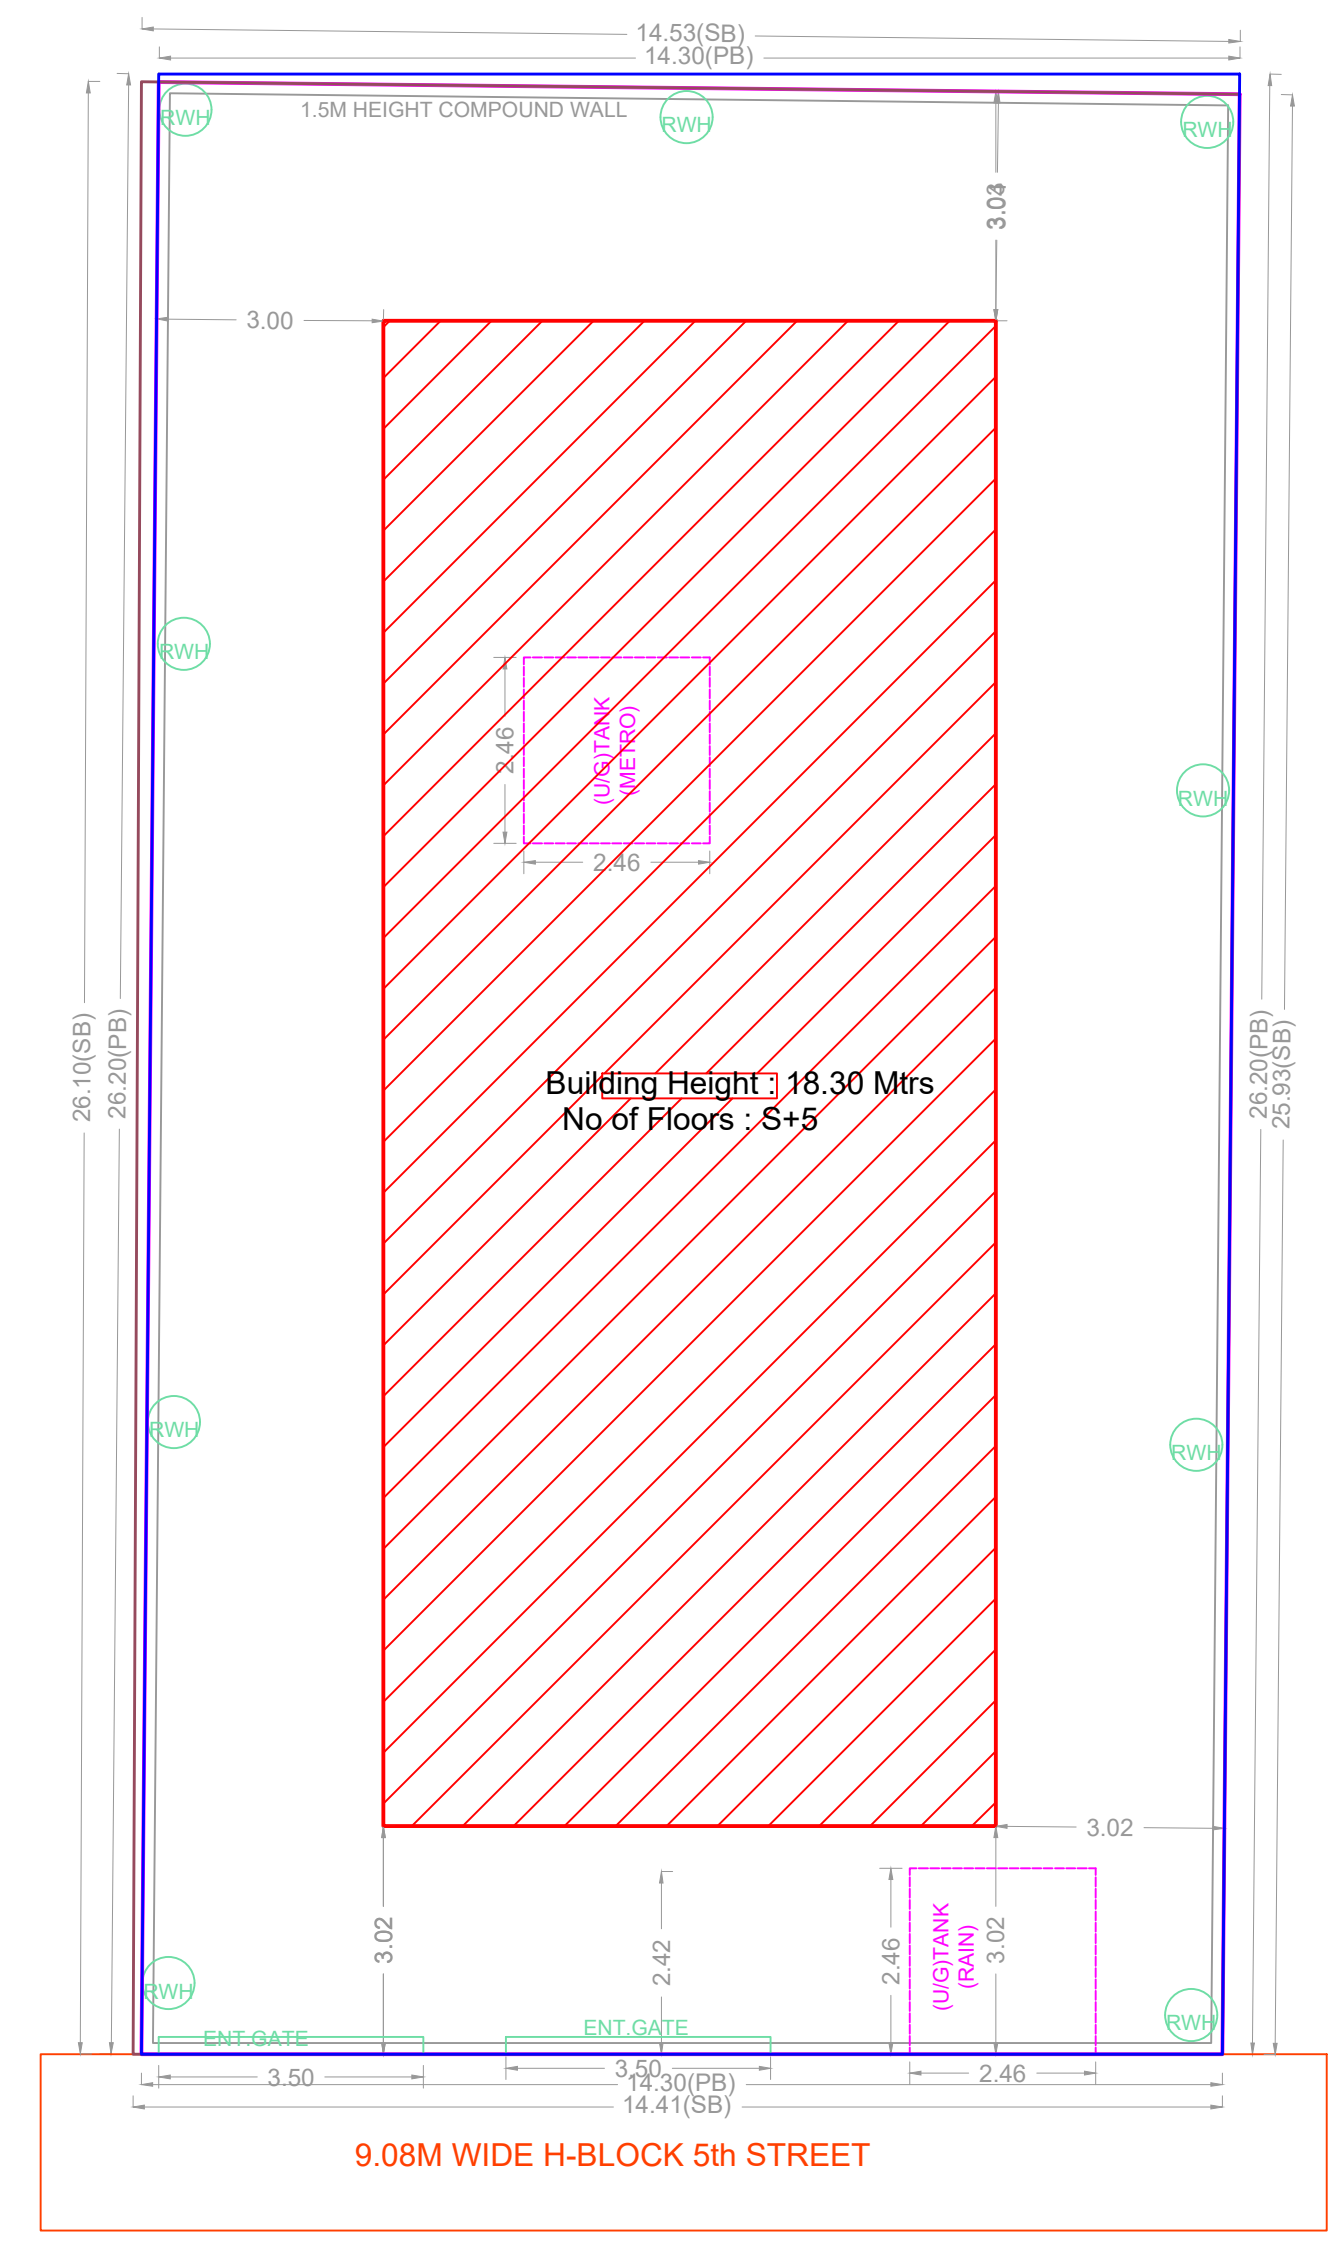 14.53(SB)
14.30(PB)
1.5M HEIGHT COMPOUND WALL
RWH
RWH
RWH
3.03
3.00
RWH
2.46
(U/G)TANK
(METRO)
2.46
RWH
26.10(SB)
26.20(PB)
26.20(PB)
25.93(SB)
Building Height : 18.30 Mtrs
No of Floors : S+5
RWH
RWH
3.02
3.02
2.42
2.46
(U/G)TANK
(RAIN)
3.02
RWH
RWH
ENT.GATE
ENT.GATE
3.50
3.50
2.46
14.30(PB)
14.41(SB)
9.08M WIDE H-BLOCK 5th STREET